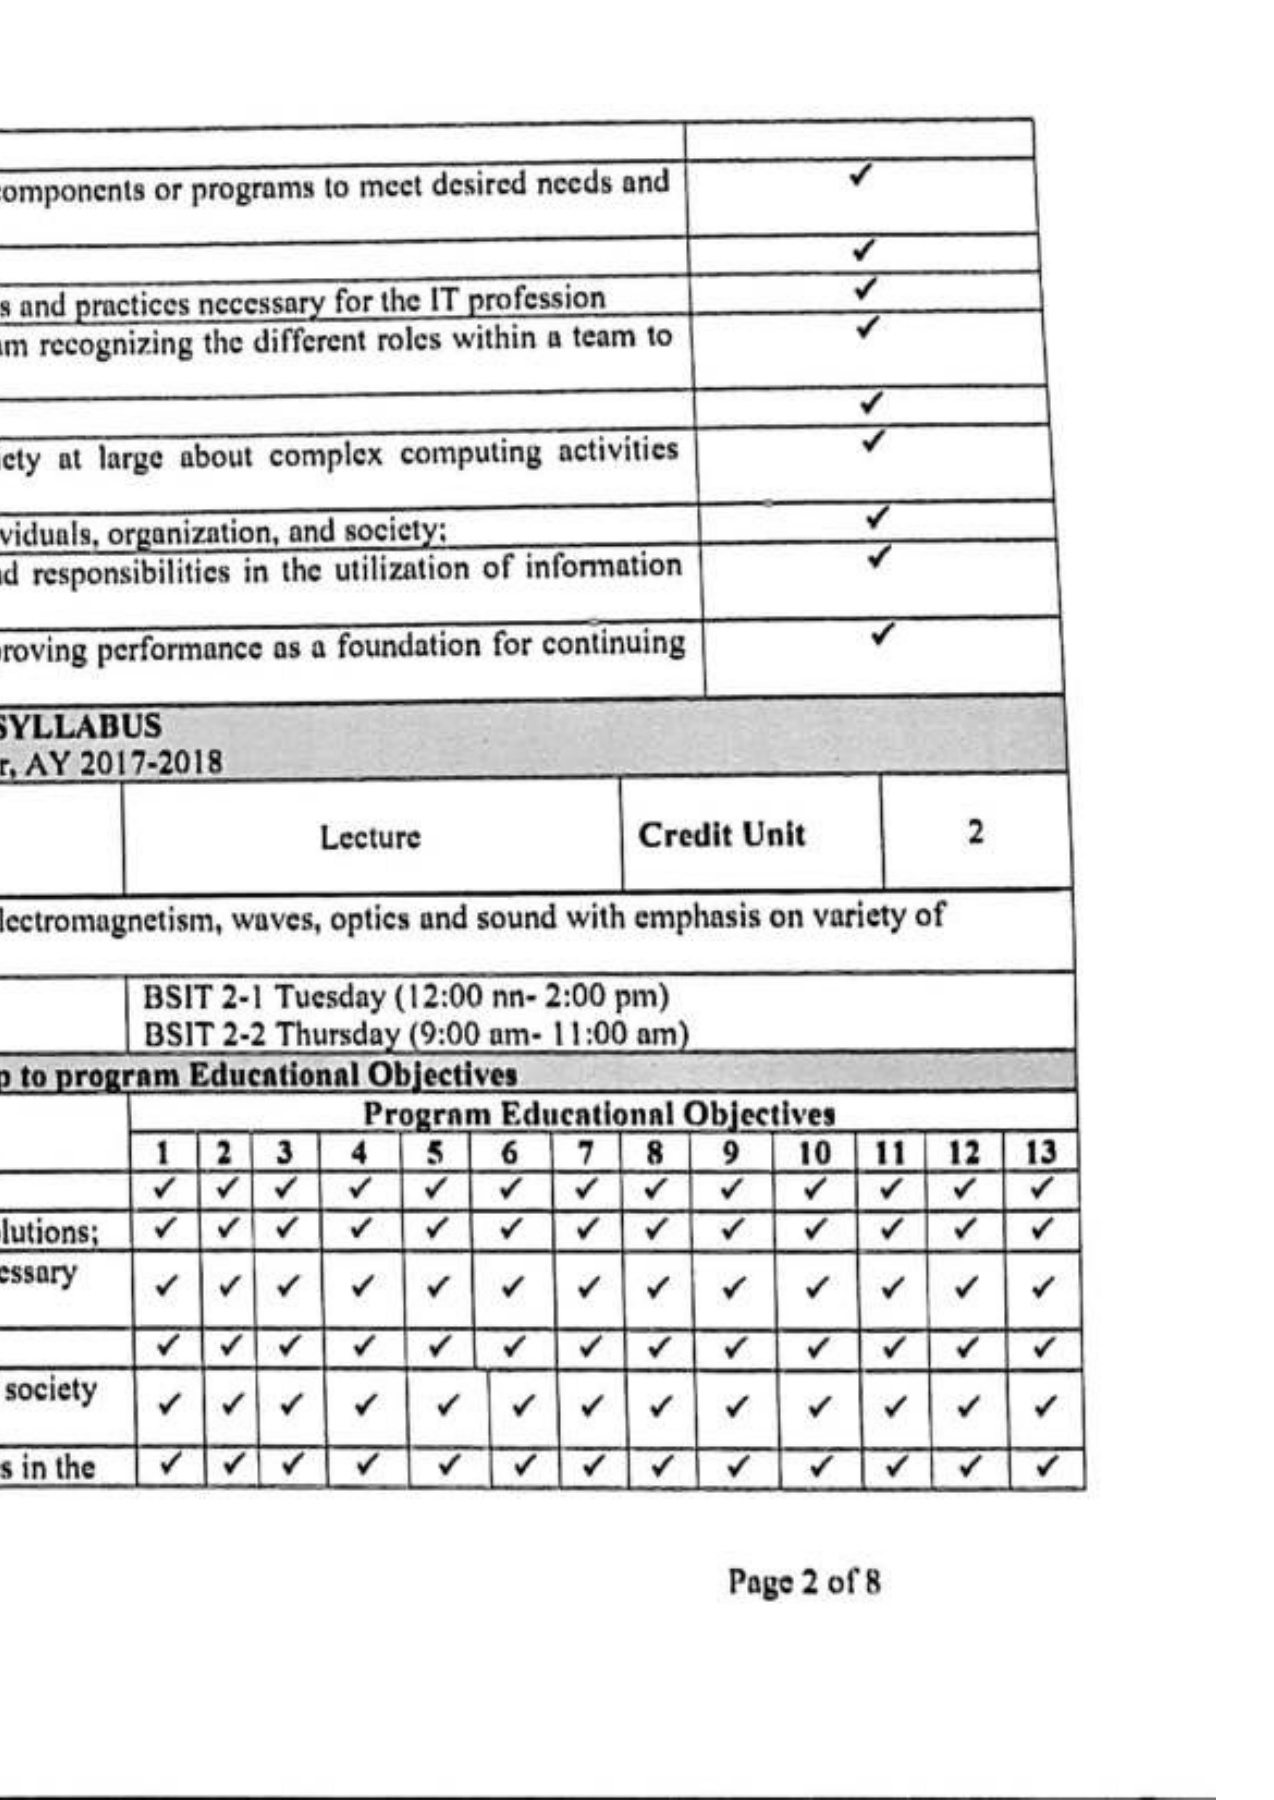 omponents or programs to meet desired needs and ✓
✓
s and practices necessary for the IT profession ✓
am recognizing the different roles within a team to ✓
✓
iety at large about complex computing activities ✓
viduals, organization, and society; ✓
nd responsibilities in the utilization of information ✓
roving performance as a foundation for continuing ✓
SYLLABUS
r, AY 2017-2018
Lecture Credit Unit 2
lectromagnetism, waves, optics and sound with emphasis on variety of
BSIT 2-1 Tuesday (12:00 nn- 2:00 pm)
BSIT 2-2 Thursday (9:00 am- 11:00 am)
p to program Educational Objectives
Program Educational Objectives
1 2 3 4 5 6 7 8 9 10 11 12 13
✓ ✓ ✓ ✓ ✓ ✓ ✓ ✓ ✓ ✓ ✓ ✓ ✓
lutions; ✓ ✓ ✓ ✓ ✓ ✓ ✓ ✓ ✓ ✓ ✓ ✓ ✓
essary ✓ ✓ ✓ ✓ ✓ ✓ ✓ ✓ ✓ ✓ ✓ ✓ ✓
✓ ✓ ✓ ✓ ✓ ✓ ✓ ✓ ✓ ✓ ✓ ✓ ✓
society ✓ ✓ ✓ ✓ ✓ ✓ ✓ ✓ ✓ ✓ ✓ ✓ ✓
s in the ✓ ✓ ✓ ✓ ✓ ✓ ✓ ✓ ✓ ✓ ✓ ✓ ✓
Page 2 of 8